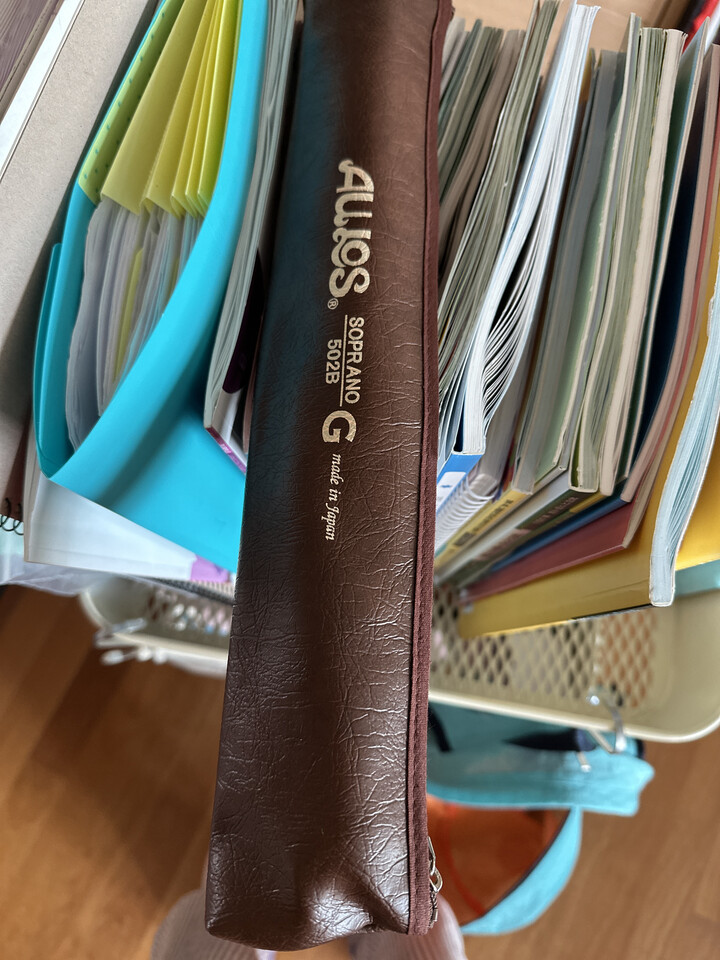 AULOS®
SOPRANO
502B
G
made in Japan